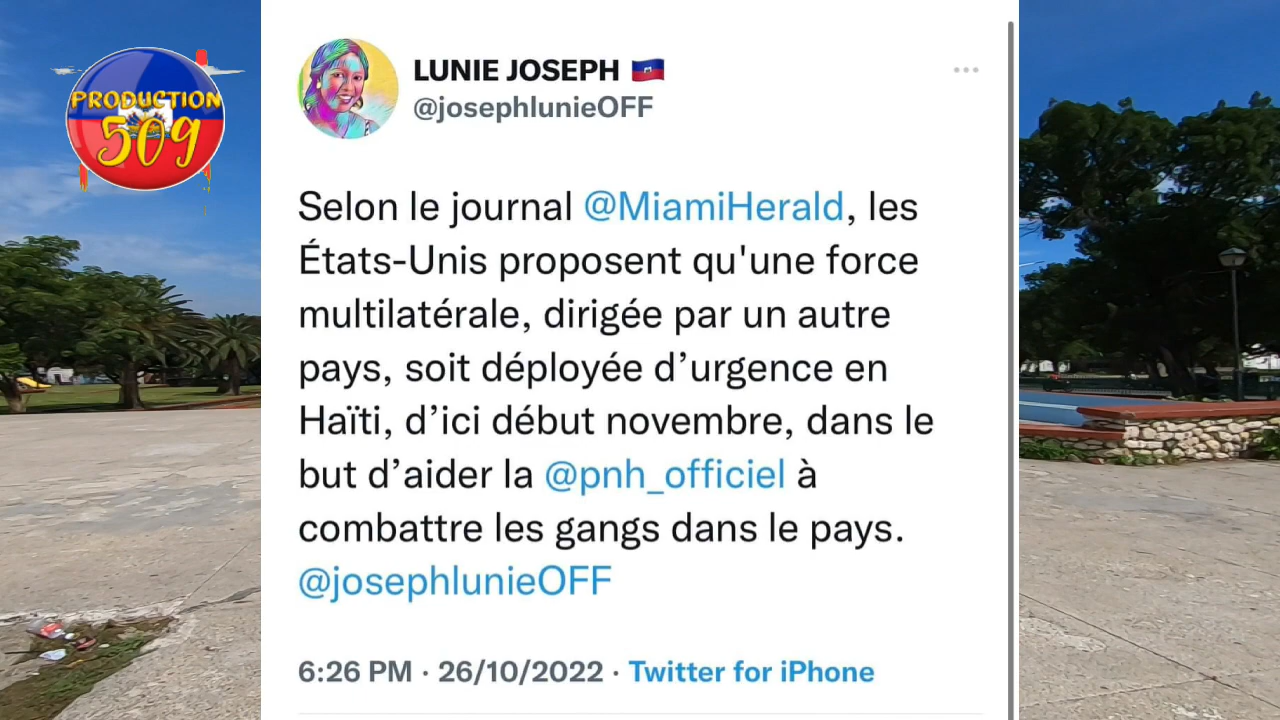 PRODUCTION
509
LUNIE JOSEPH
@josephlunieOFF
Selon le journal @MiamiHerald, les
États-Unis proposent qu'une force
multilatérale, dirigée par un autre
pays, soit déployée d’urgence en
Haïti, d’ici début novembre, dans le
but d’aider la @pnh_officiel à
combattre les gangs dans le pays.
@josephlunieOFF
6:26 PM · 26/10/2022 · Twitter for iPhone